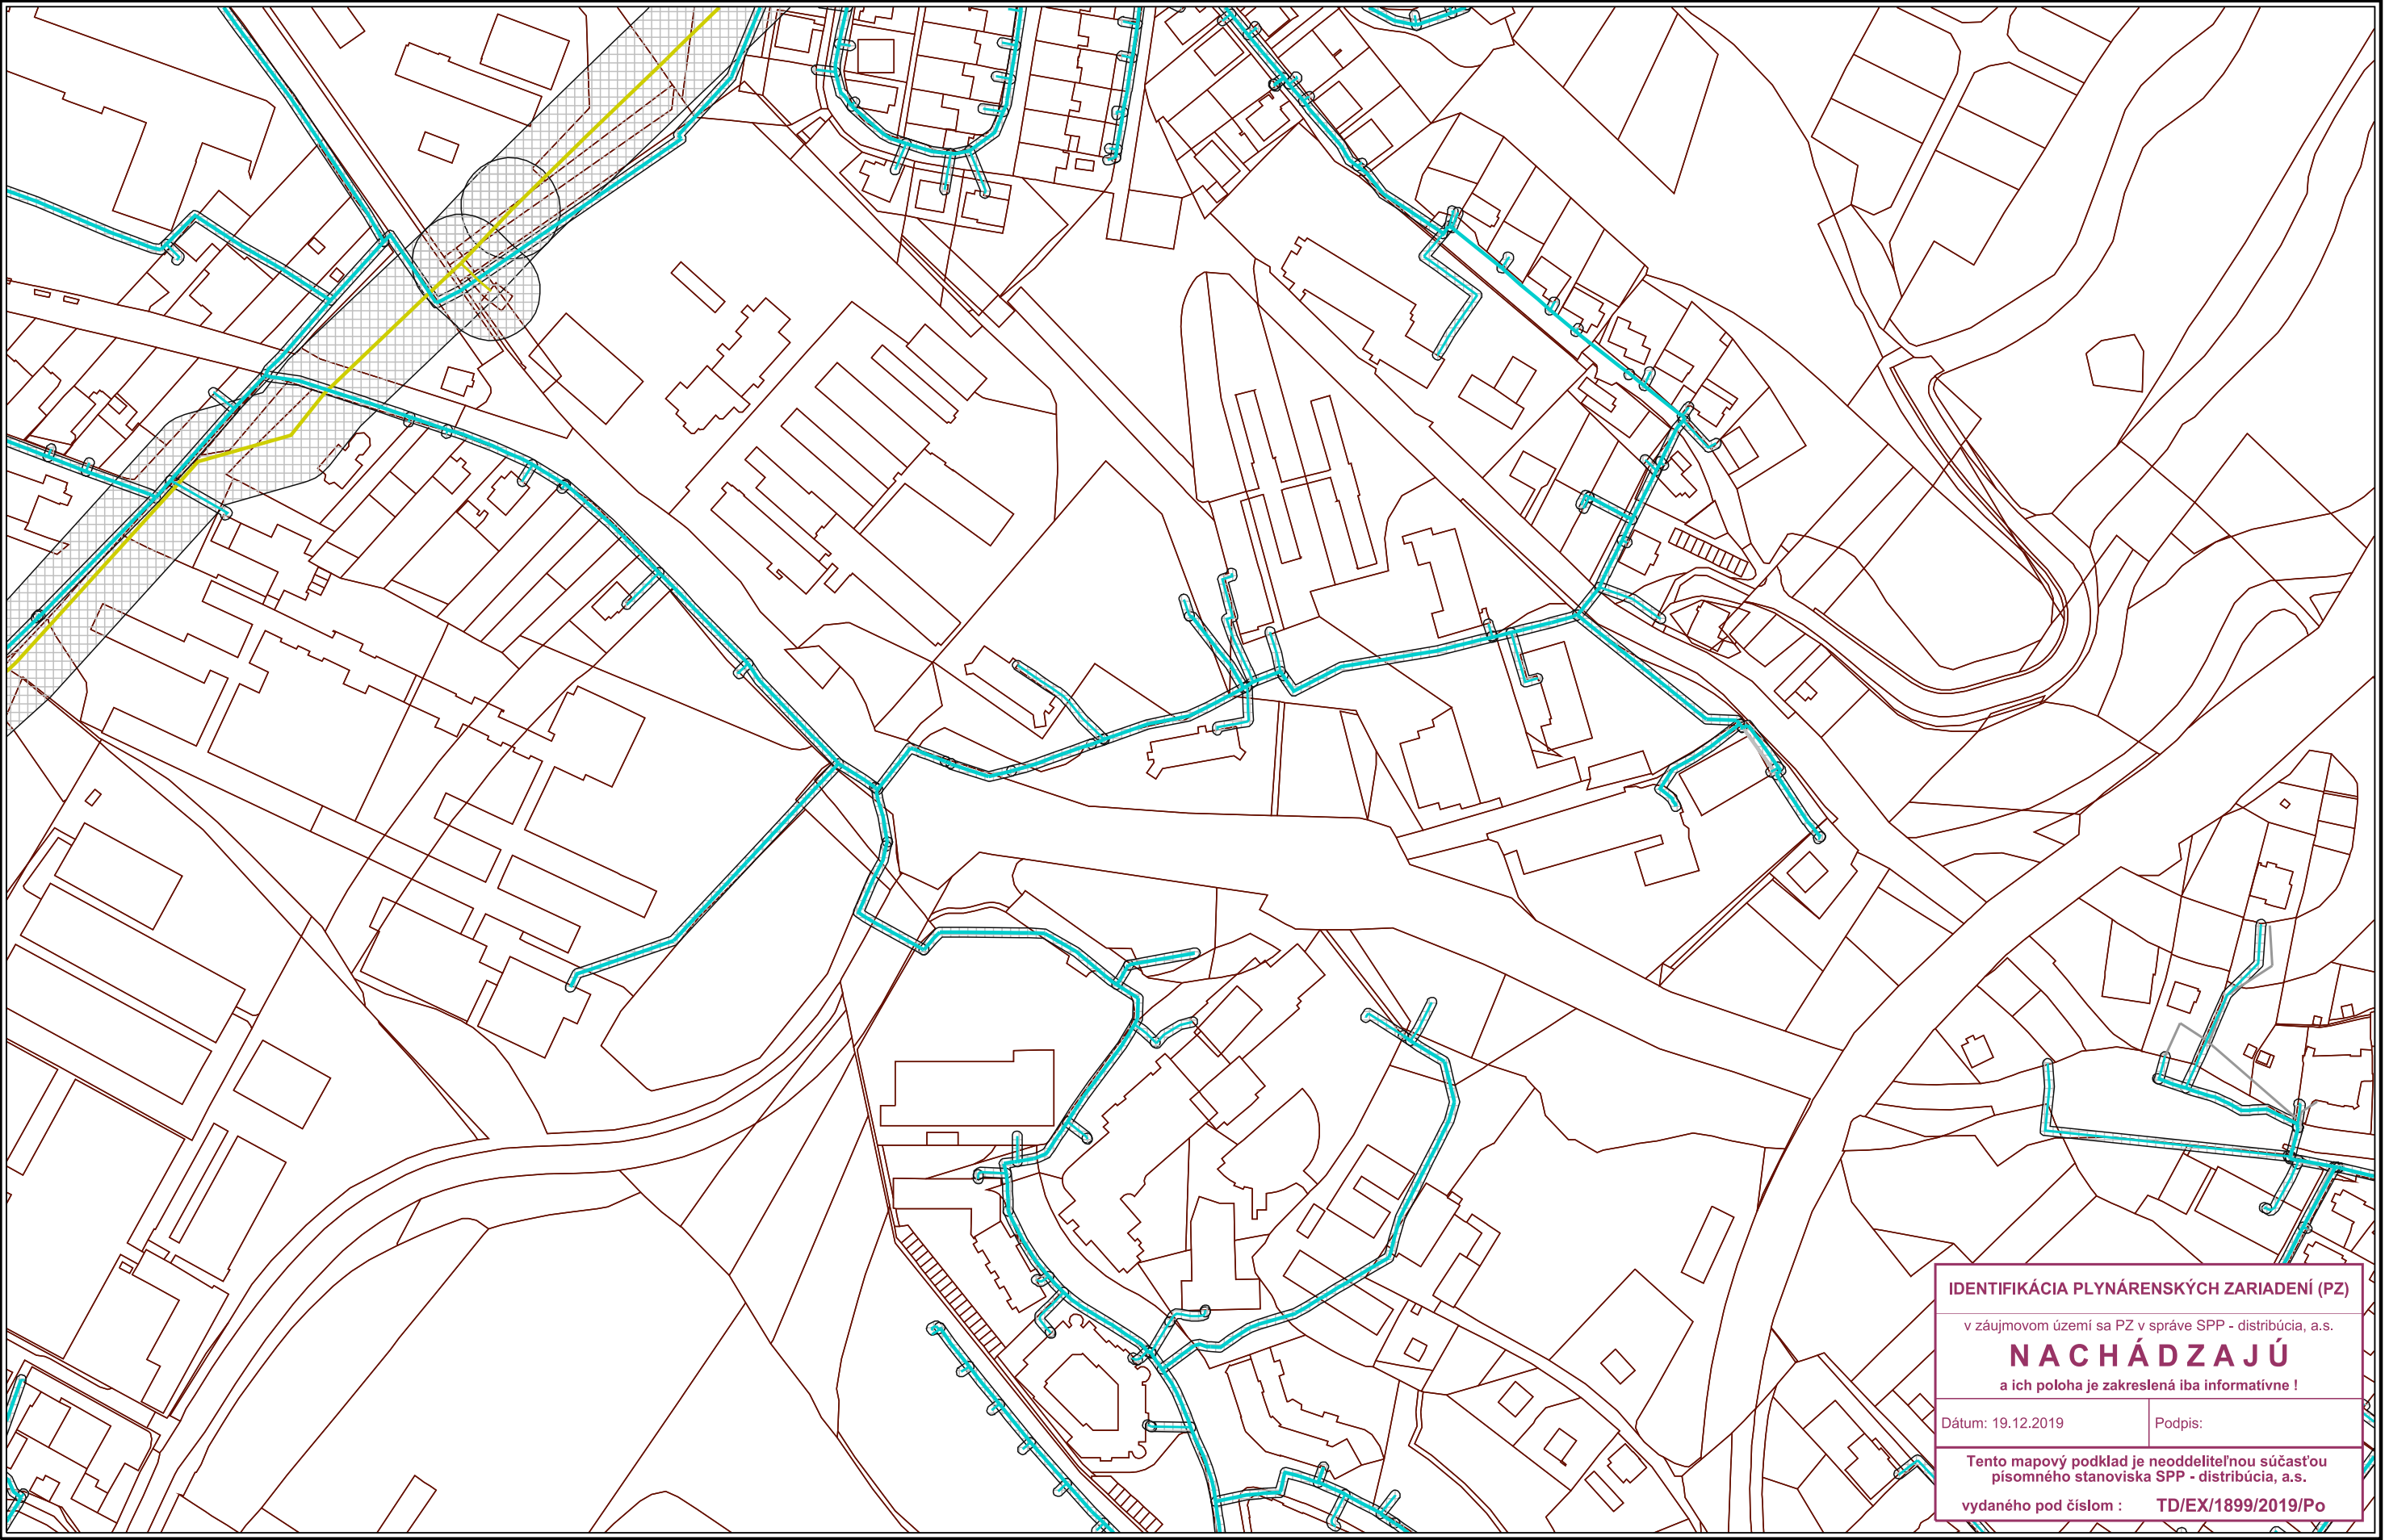 IDENTIFIKÁCIA PLYNÁRENSKÝCH ZARIADENÍ (PZ)
v záujmovom území sa PZ v správe SPP - distribúcia, a.s.
NACHÁDZAJÚ
a ich poloha je zakreslená iba informatívne !
Dátum: 19.12.2019 Podpis:
Tento mapový podklad je neoddeliteľnou súčasťou
písomného stanoviska SPP - distribúcia, a.s.
vydaného pod číslom : TD/EX/1899/2019/Po